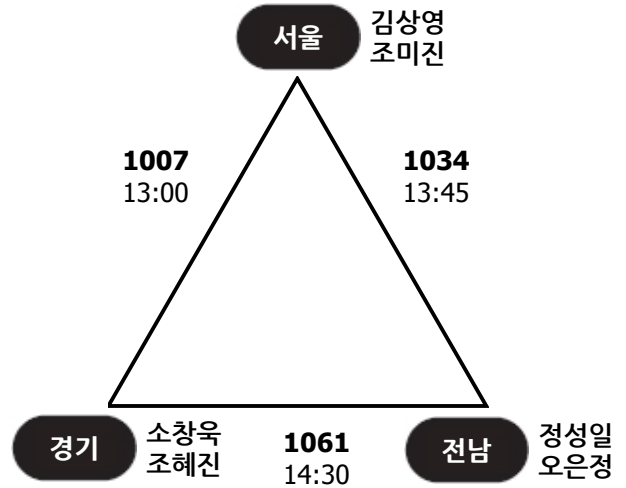 서울
김상영
조미진
1007
13:00
1034
13:45
경기
소창욱
조혜진
1061
14:30
전남
정성일
오은정